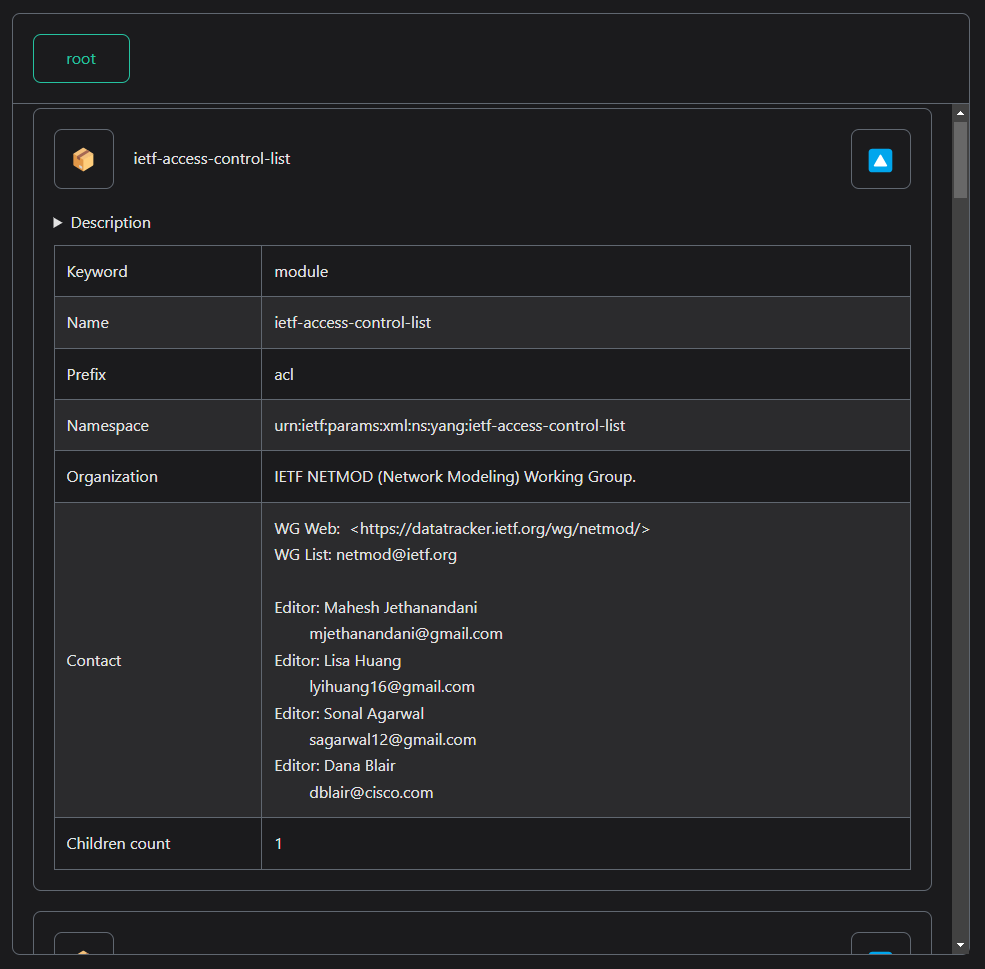 root
ietf-access-control-list
Description
Keyword module
Name ietf-access-control-list
Prefix acl
Namespace urn:ietf:params:xml:ns:yang:ietf-access-control-list
Organization IETF NETMOD (Network Modeling) Working Group.
Contact
WG Web: <https://datatracker.ietf.org/wg/netmod/>
WG List: netmod@ietf.org
Editor: Mahesh Jethanandani
mjethanandani@gmail.com
Editor: Lisa Huang
lyihuang16@gmail.com
Editor: Sonal Agarwal
sagarwal12@gmail.com
Editor: Dana Blair
dblair@cisco.com
Children count 1